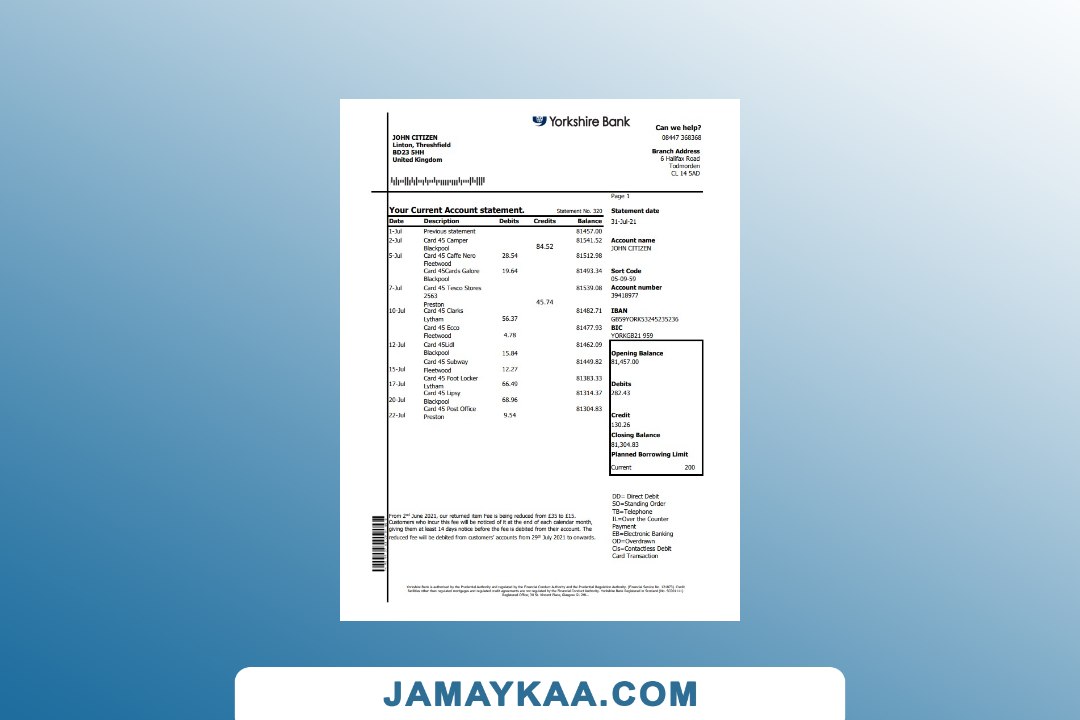 Yorkshire Bank
JOHN CITIZEN
Linton, Threshfield
BD23 5HH
United Kingdom
Can we help?
08447 368368
Branch Address
6 Halifax Road
Todmorden
CL 14 5AD
Page 1
Your Current Account statement. Statement No. 320
Date Description Debits Credits Balance
1-Jul Previous statement 81457.00
2-Jul Card 45 Camper 81541.52
Blackpool 84.52
5-Jul Card 45 Caffe Nero 28.54 81512.98
Fleetwood
Card 45Cards Galore 19.64 81493.34
Blackpool
7-Jul Card 45 Tesco Stores 81539.08
2563
Preston 45.74
10-Jul Card 45 Clarks 81482.71
Lytham 56.37
Card 45 Ecco 81477.93
Fleetwood 4.78
12-Jul Card 45Lidl 81462.09
Blackpool 15.84
Card 45 Subway 81449.82
15-Jul Fleetwood 12.27
Card 45 Foot Locker 81383.33
17-Jul Lytham 66.49
Card 45 Lipsy 81314.37
20-Jul Blackpool 68.96
Card 45 Post Office 81304.83
22-Jul Preston 9.54
Statement date
31-Jul-21
Account name
JOHN CITIZEN
Sort Code
05-09-59
Account number
39418977
IBAN
GB59YORK53245235236
BIC
YORKGB21 959
Opening Balance
81,457.00
Debits
282.43
Credit
130.26
Closing Balance
81,304.83
Planned Borrowing Limit
Current 200
DD= Direct Debit
SO=Standing Order
TB=Telephone
IL=Over the Counter
Payment
EB=Electronic Banking
OD=Overdrawn
Cls=Contactless Debit
Card Transaction
From 2nd June 2021, our returned item Fee is being reduced from £35 to £15.
Customers who incur this fee will be noticed of it at the end of each calendar month,
giving them at least 14 days notice before the fee is debited from their account. The
reduced fee will be debited from customers' accounts from 29th July 2021 to onwards.
JAMAYKAA.COM